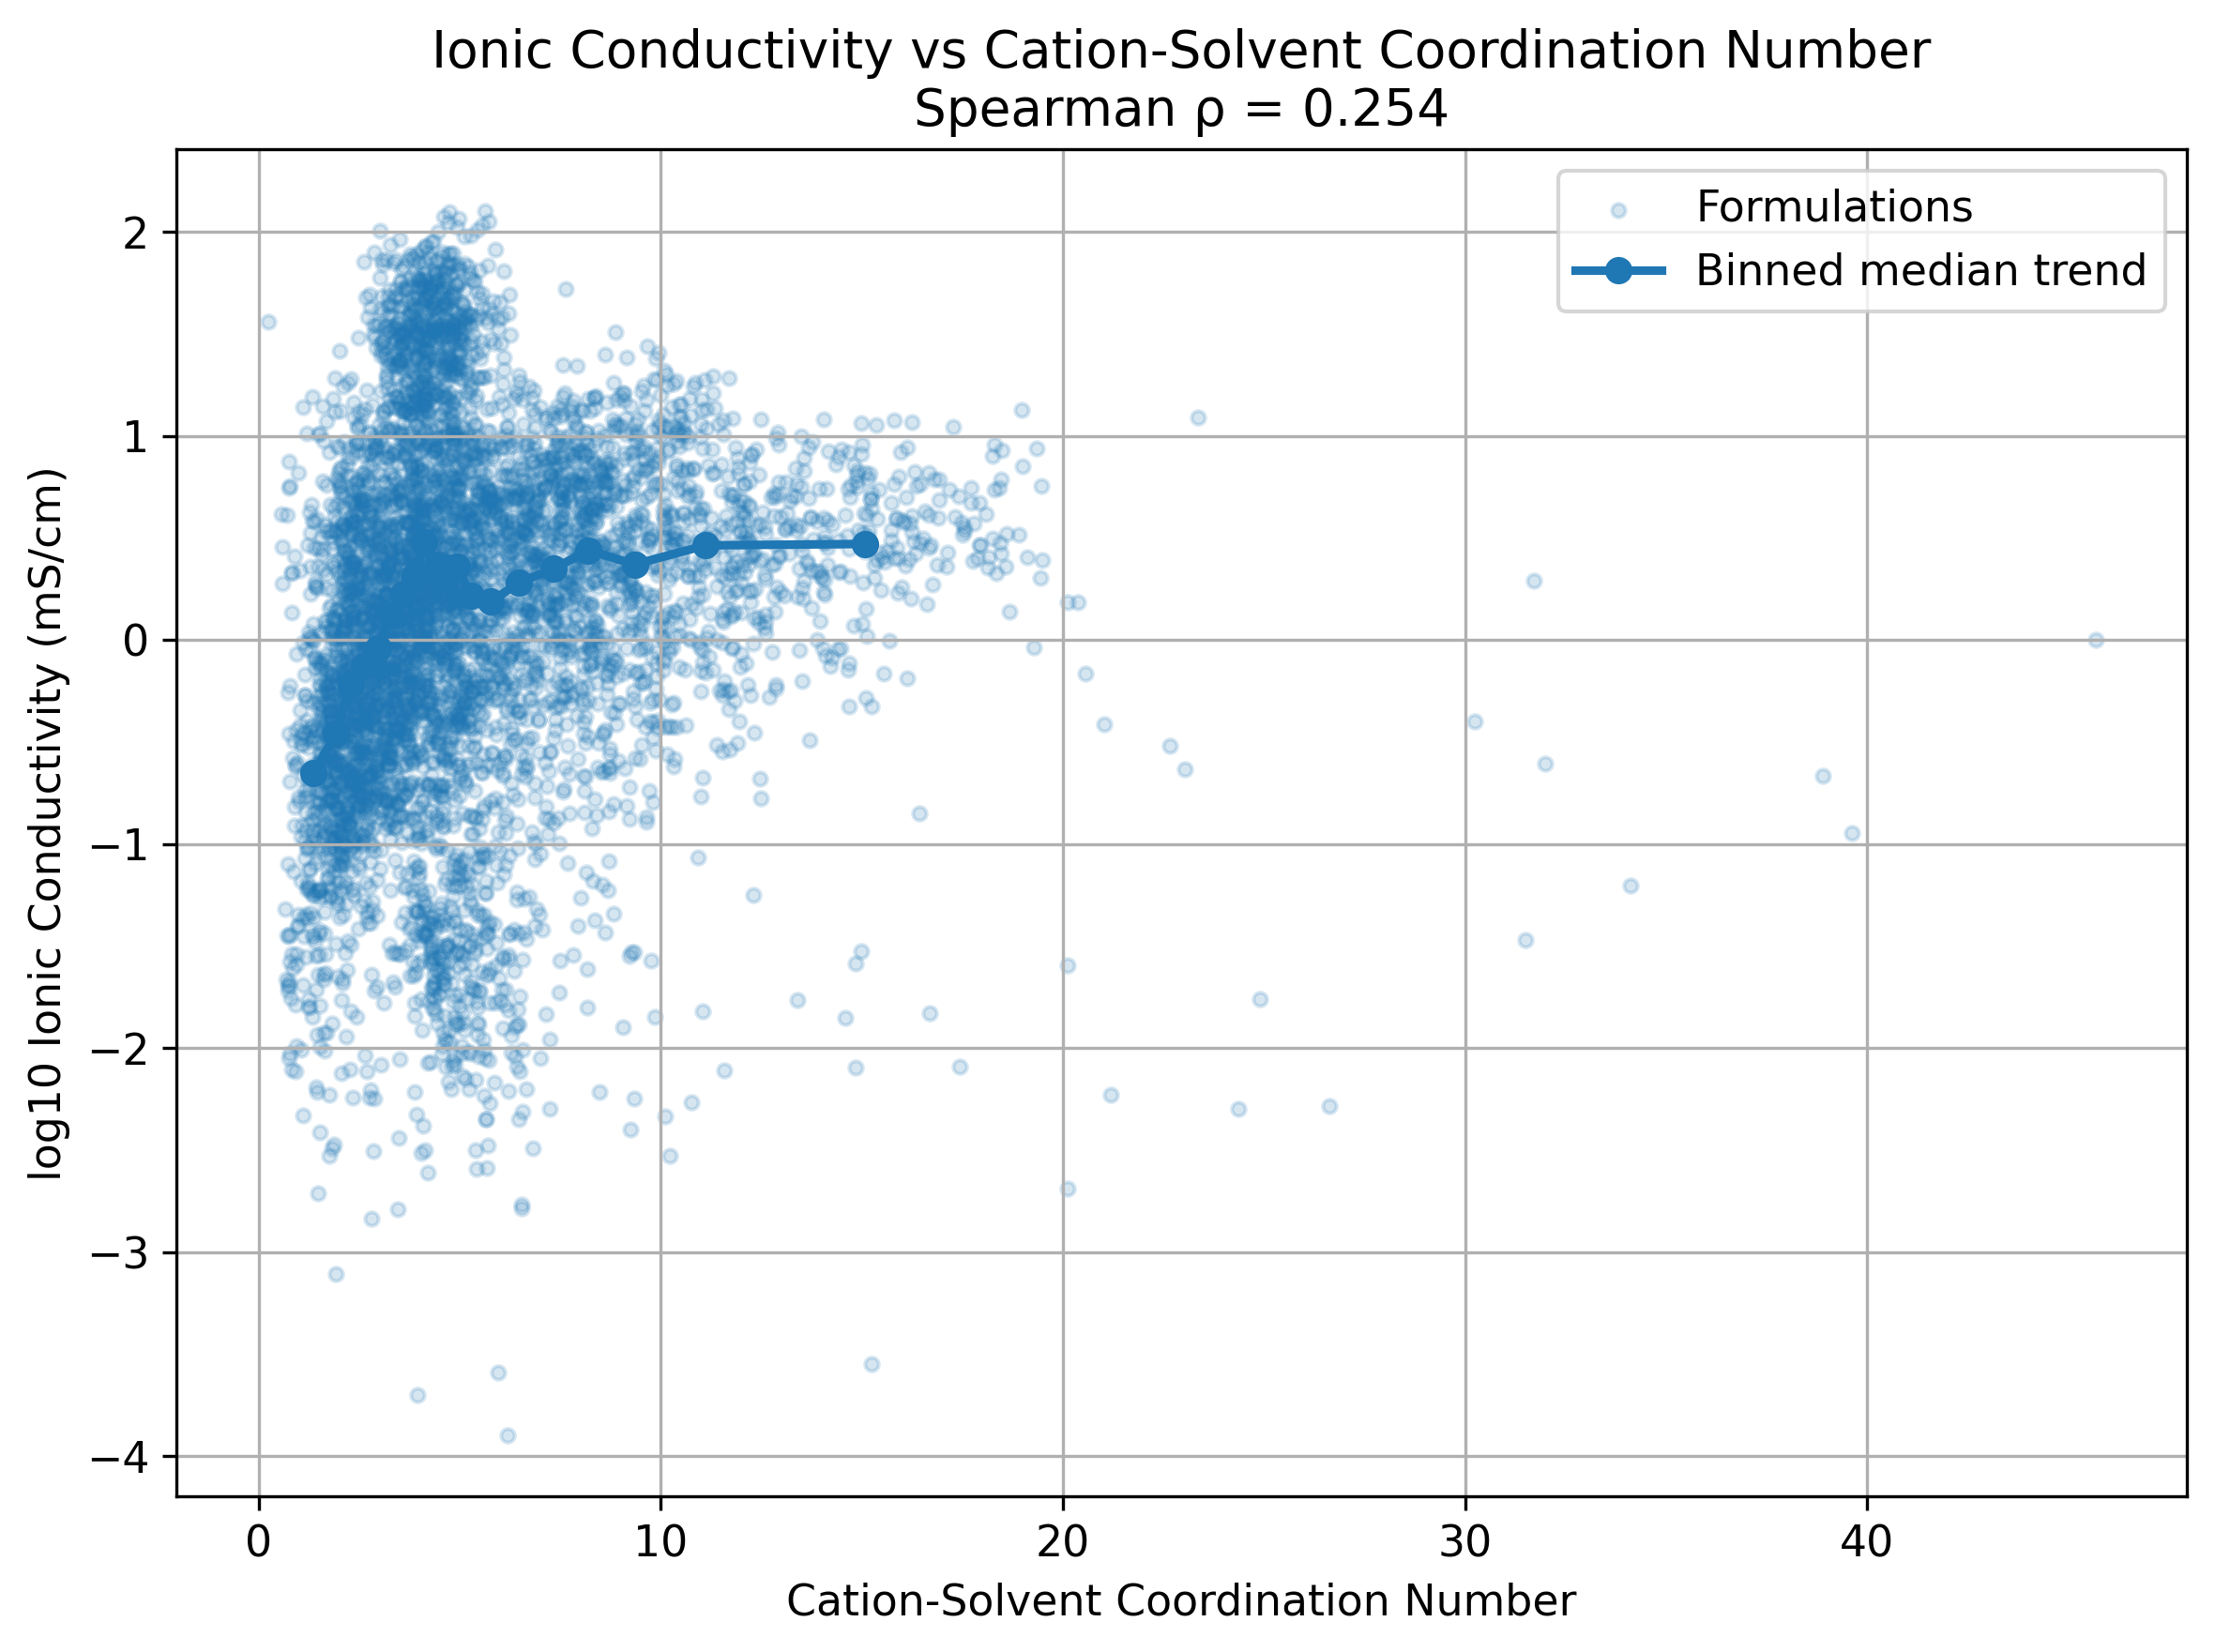 Ionic Conductivity vs Cation-Solvent Coordination Number
Spearman ρ = 0.254
Formulations
Binned median trend
log10 Ionic Conductivity (mS/cm)
2
1
0
−1
−2
−3
−4
0
10
20
30
40
Cation-Solvent Coordination Number